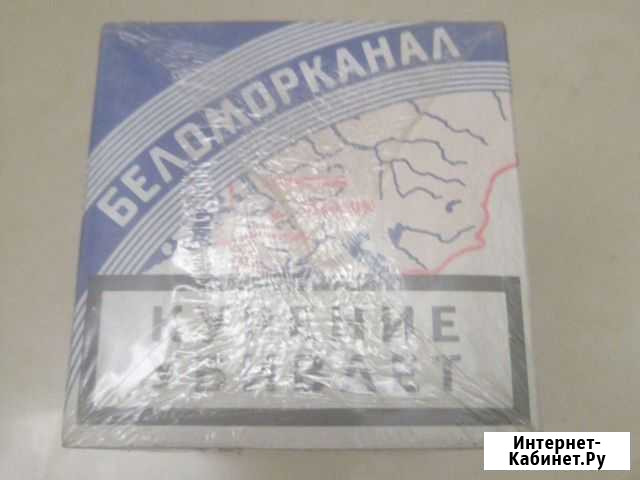 БЕЛОМОРКАНАЛ
КУРЕНИЕ
УБИВАЕТ
Интернет-
Кабинет.Ру